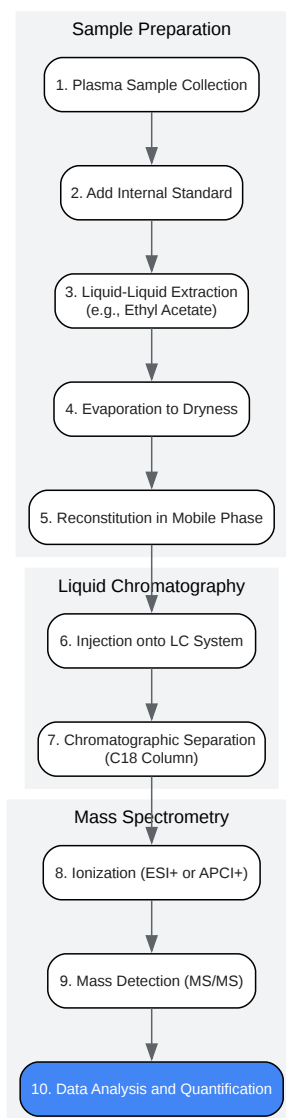 Sample Preparation
1. Plasma Sample Collection
2. Add Internal Standard
3. Liquid-Liquid Extraction
(e.g., Ethyl Acetate)
4. Evaporation to Dryness
5. Reconstitution in Mobile Phase
Liquid Chromatography
6. Injection onto LC System
7. Chromatographic Separation
(C18 Column)
Mass Spectrometry
8. Ionization (ESI+ or APCI+)
9. Mass Detection (MS/MS)
10. Data Analysis and Quantification